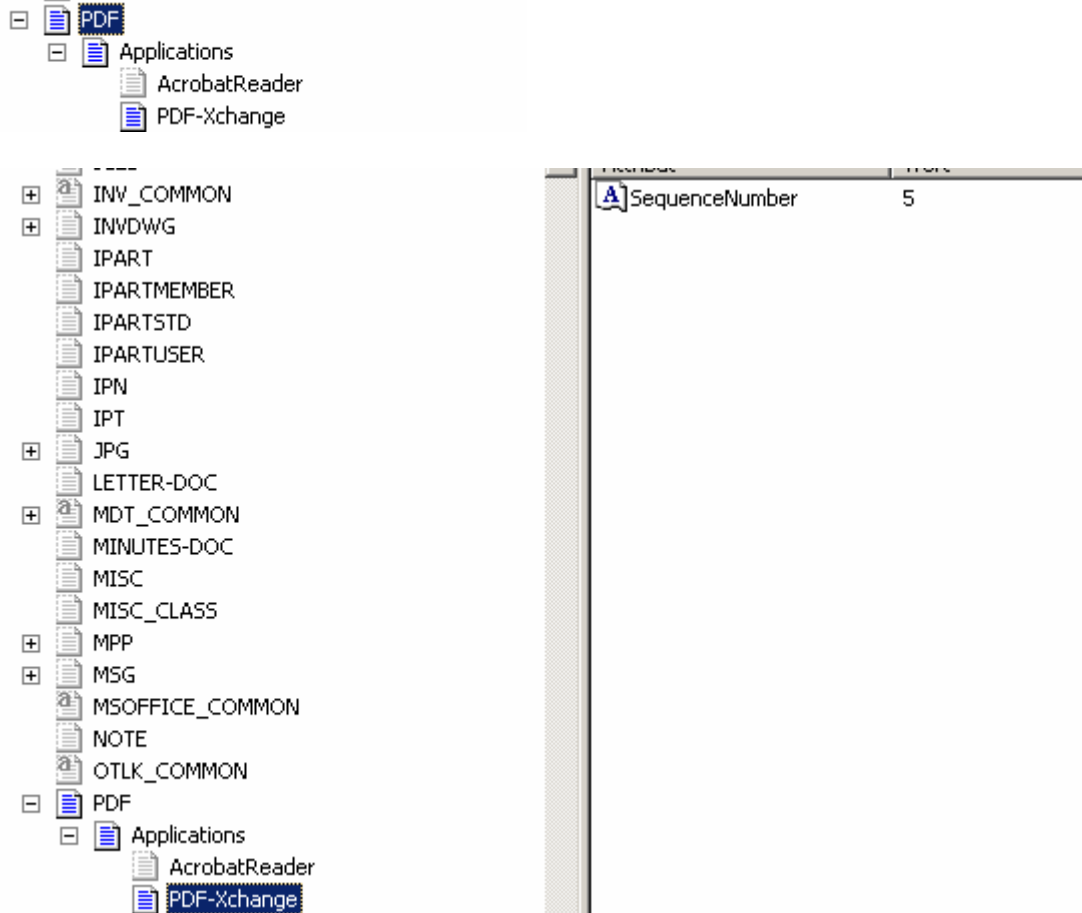 PDF
Applications
AcrobatReader
PDF-Xchange
INV_COMMON
INVDWG
IPART
IPARTMEMBER
IPARTSTD
IPARTUSER
IPN
IPT
JPG
LETTER-DOC
MDT_COMMON
MINUTES-DOC
MISC
MISC_CLASS
MPP
MSG
MSOFFICE_COMMON
NOTE
OTLK_COMMON
PDF
Applications
AcrobatReader
PDF-Xchange
SequenceNumber 5